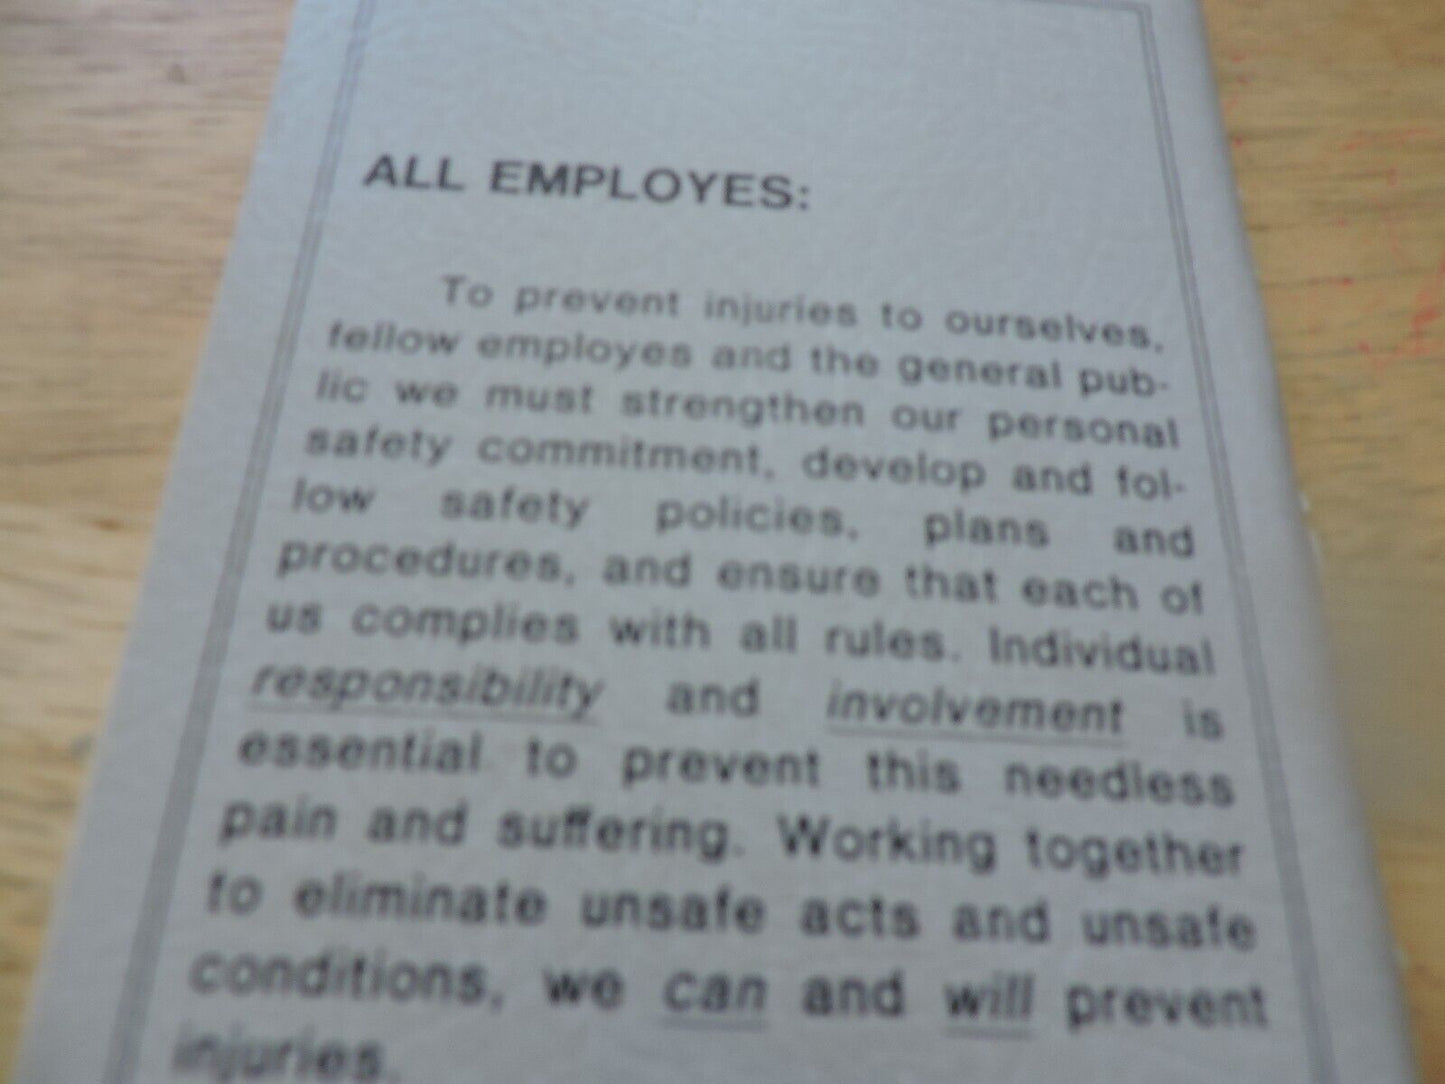 ALL EMPLOYES:
To prevent injuries to ourselves,
fellow employes and the general pub-
lic we must strengthen our personal
safety commitment, develop and fol-
low safety policies, plans and
procedures, and ensure that each of
us complies with all rules. Individual
responsibility and involvement is
essential to prevent this needless
pain and suffering. Working together
to eliminate unsafe acts and unsafe
conditions, we can and will prevent
injuries.